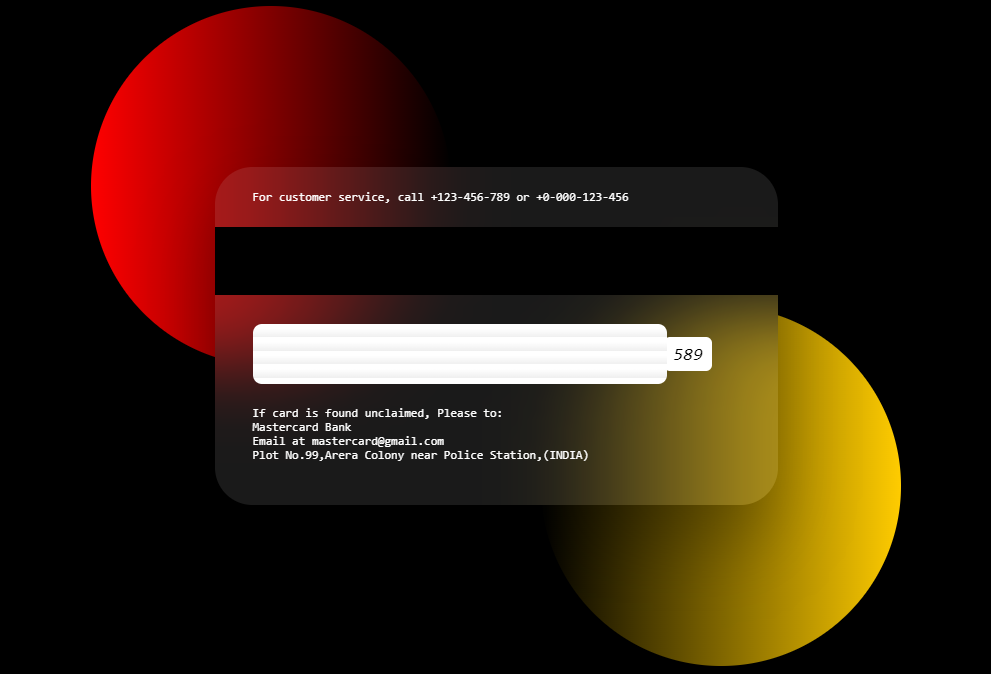 For customer service, call +123-456-789 or +0-000-123-456
589
If card is found unclaimed, Please to:
Mastercard Bank
Email at mastercard@gmail.com
Plot No.99,Arera Colony near Police Station,(INDIA)